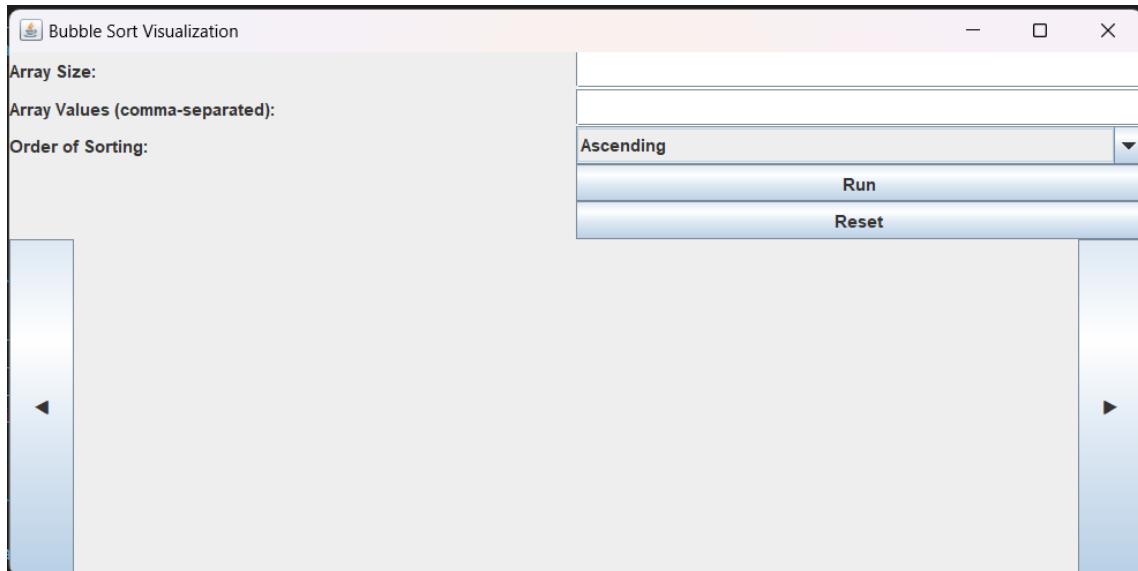 Bubble Sort Visualization
Array Size:
Array Values (comma-separated):
Order of Sorting: Ascending
Run
Reset